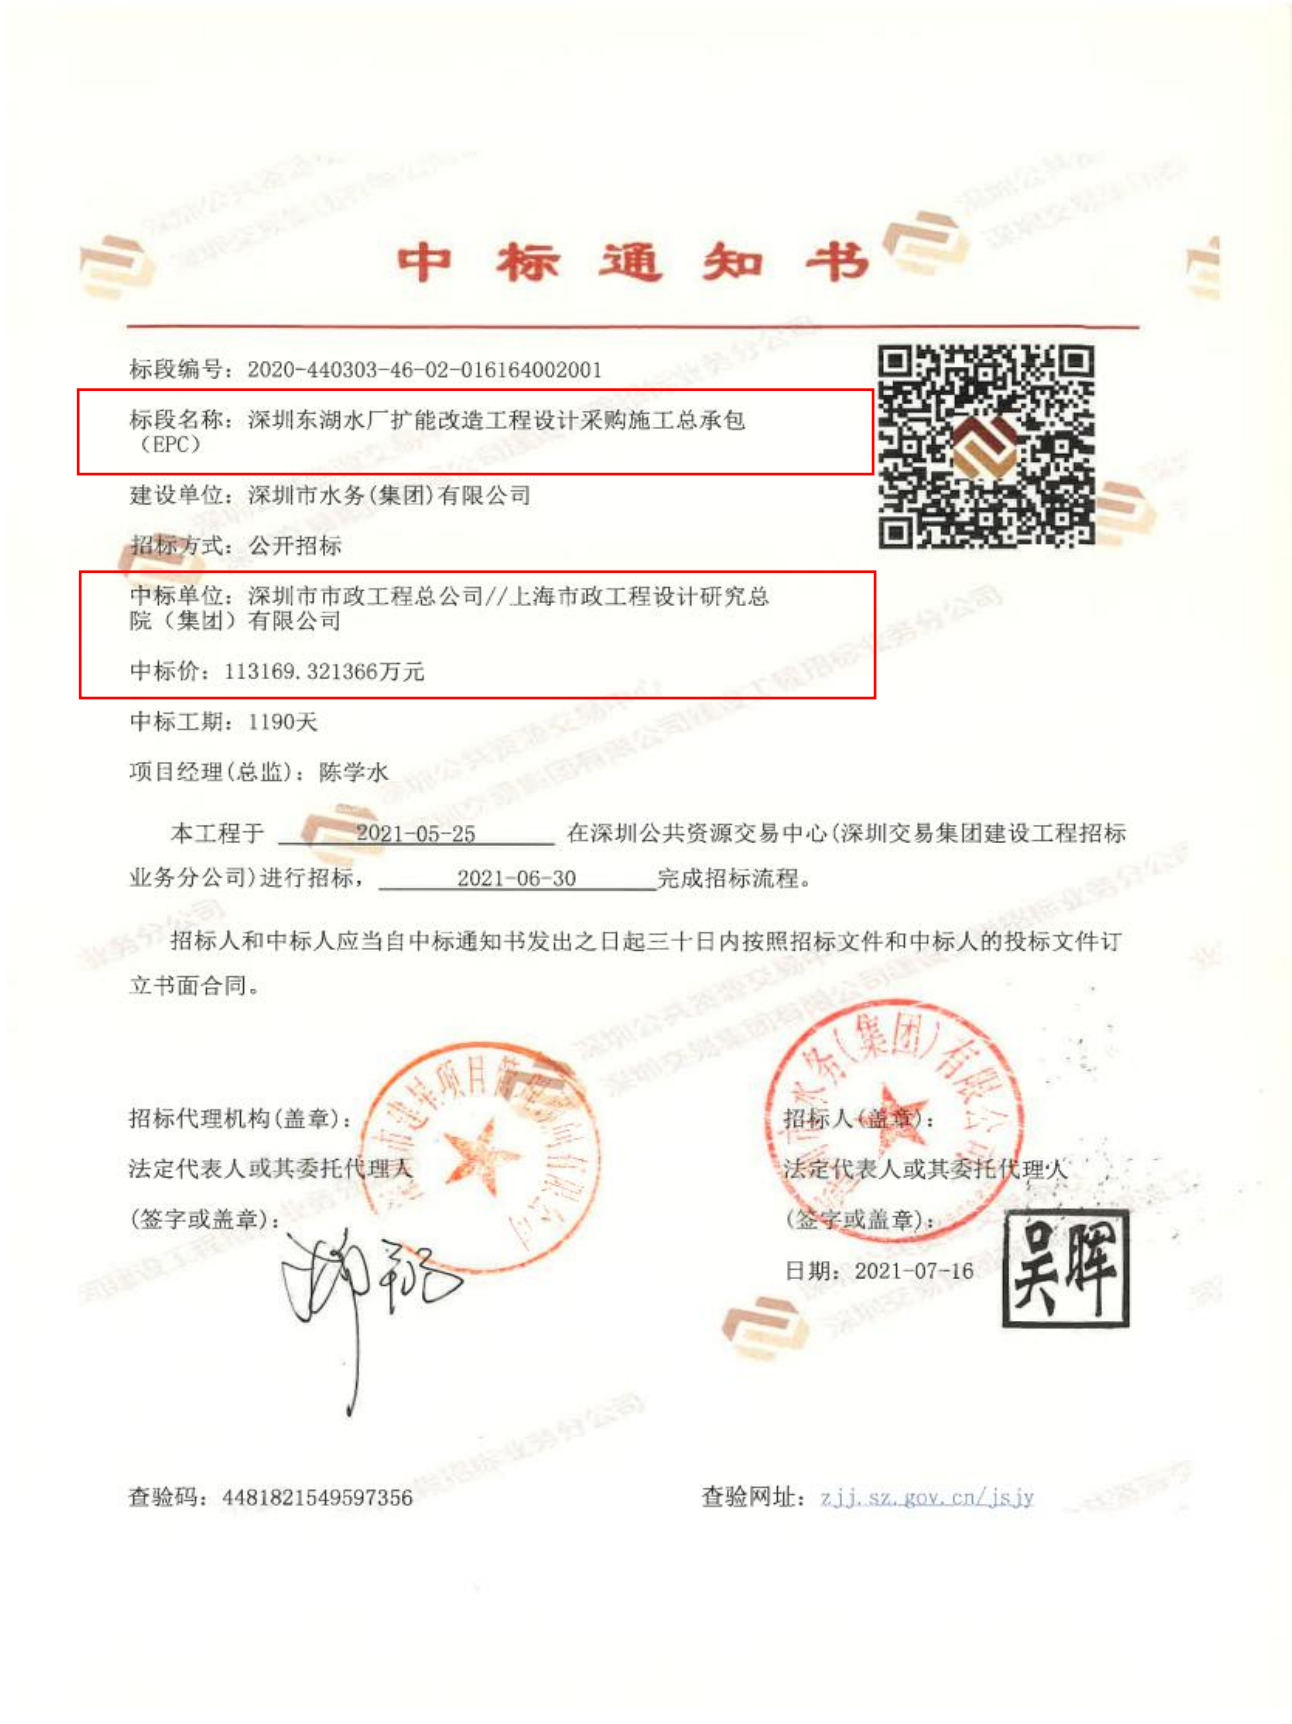 中标通知书
标段编号：2020-440303-46-02-016164002001
标段名称：深圳东湖水厂扩能改造工程设计采购施工总承包
（EPC）
建设单位：深圳市水务(集团)有限公司
招标方式：公开招标
中标单位：深圳市市政工程总公司//上海市政工程设计研究总
院（集团）有限公司
中标价：113169.321366万元
中标工期：1190天
项目经理(总监)：陈学水
本工程于 2021-05-25 在深圳公共资源交易中心(深圳交易集团建设工程招标
业务分公司)进行招标， 2021-06-30 完成招标流程。
招标人和中标人应当自中标通知书发出之日起三十日内按照招标文件和中标人的投标文件订
立书面合同。
招标代理机构(盖章)：
法定代表人或其委托代理人
(签字或盖章)：
招标人(盖章)：
法定代表人或其委托代理人
(签字或盖章)：
日期：2021-07-16
吴晖
查验码：4481821549597356
查验网址：zjj.sz.gov.cn/jsjy